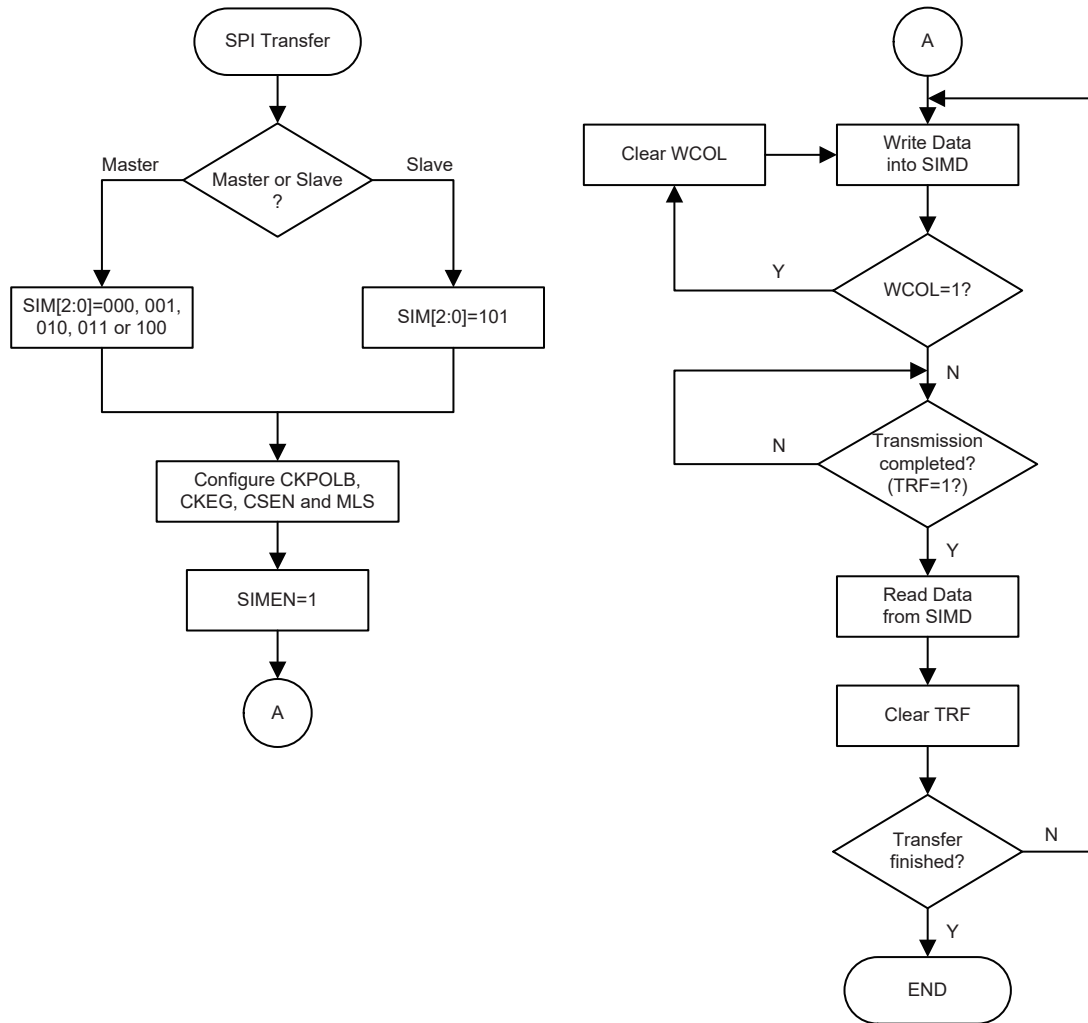 SPI Transfer
Master or Slave
?
Master
Slave
SIM[2:0]=000, 001,
010, 011 or 100
SIM[2:0]=101
Configure CKPOLB,
CKEG, CSEN and MLS
SIMEN=1
A
A
Clear WCOL
Write Data
into SIMD
Y
WCOL=1?
N
N
Transmission
completed?
(TRF=1?)
Y
Read Data
from SIMD
Clear TRF
Transfer
finished?
N
Y
END